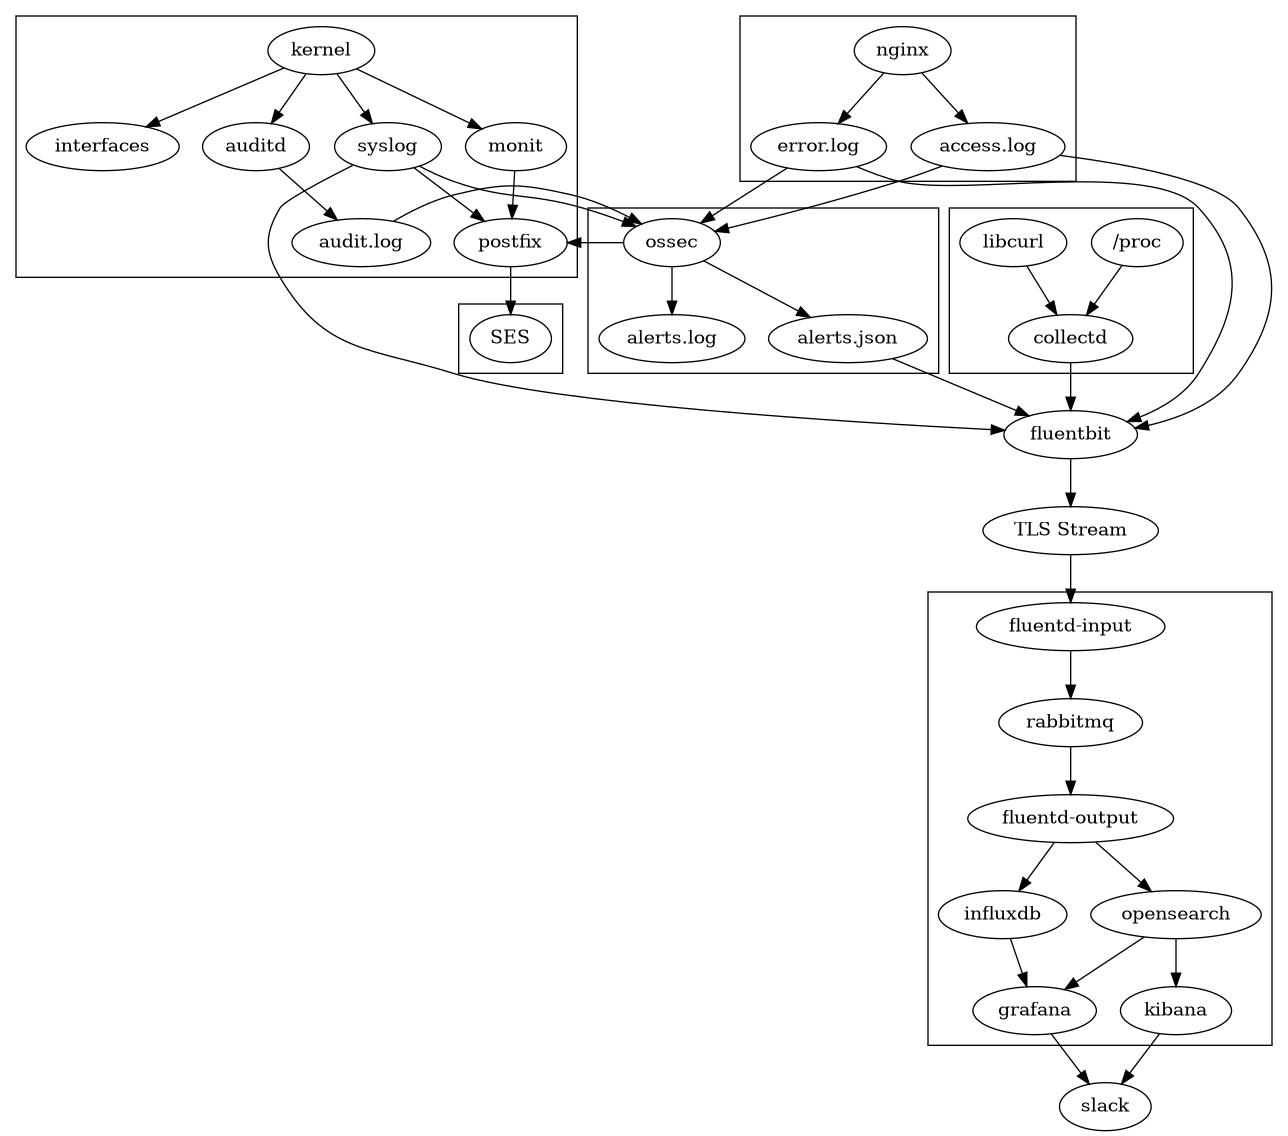 kernel
nginx
interfaces
auditd
syslog
monit
error.log
access.log
audit.log
postfix
ossec
libcurl
/proc
SES
alerts.log
alerts.json
collectd
fluentbit
TLS Stream
fluentd-input
rabbitmq
fluentd-output
influxdb
opensearch
grafana
kibana
slack